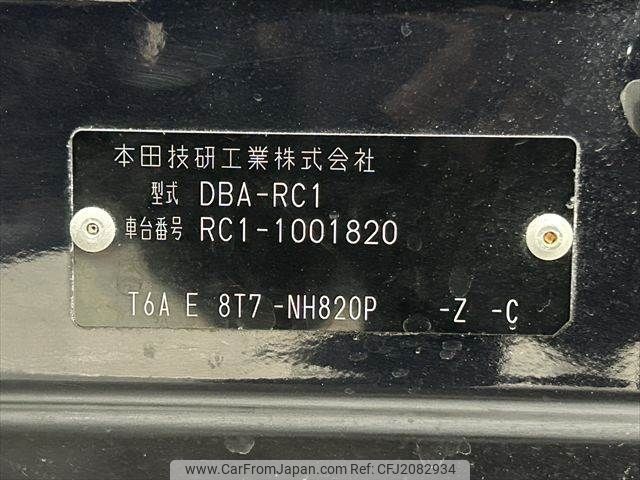 本田技研工業株式会社
型式 DBA-RC1
車台番号 RC1-1001820
T6A E 8T7 -NH820P -Z -C
www.CarFromJapan.com | CFJ2082934